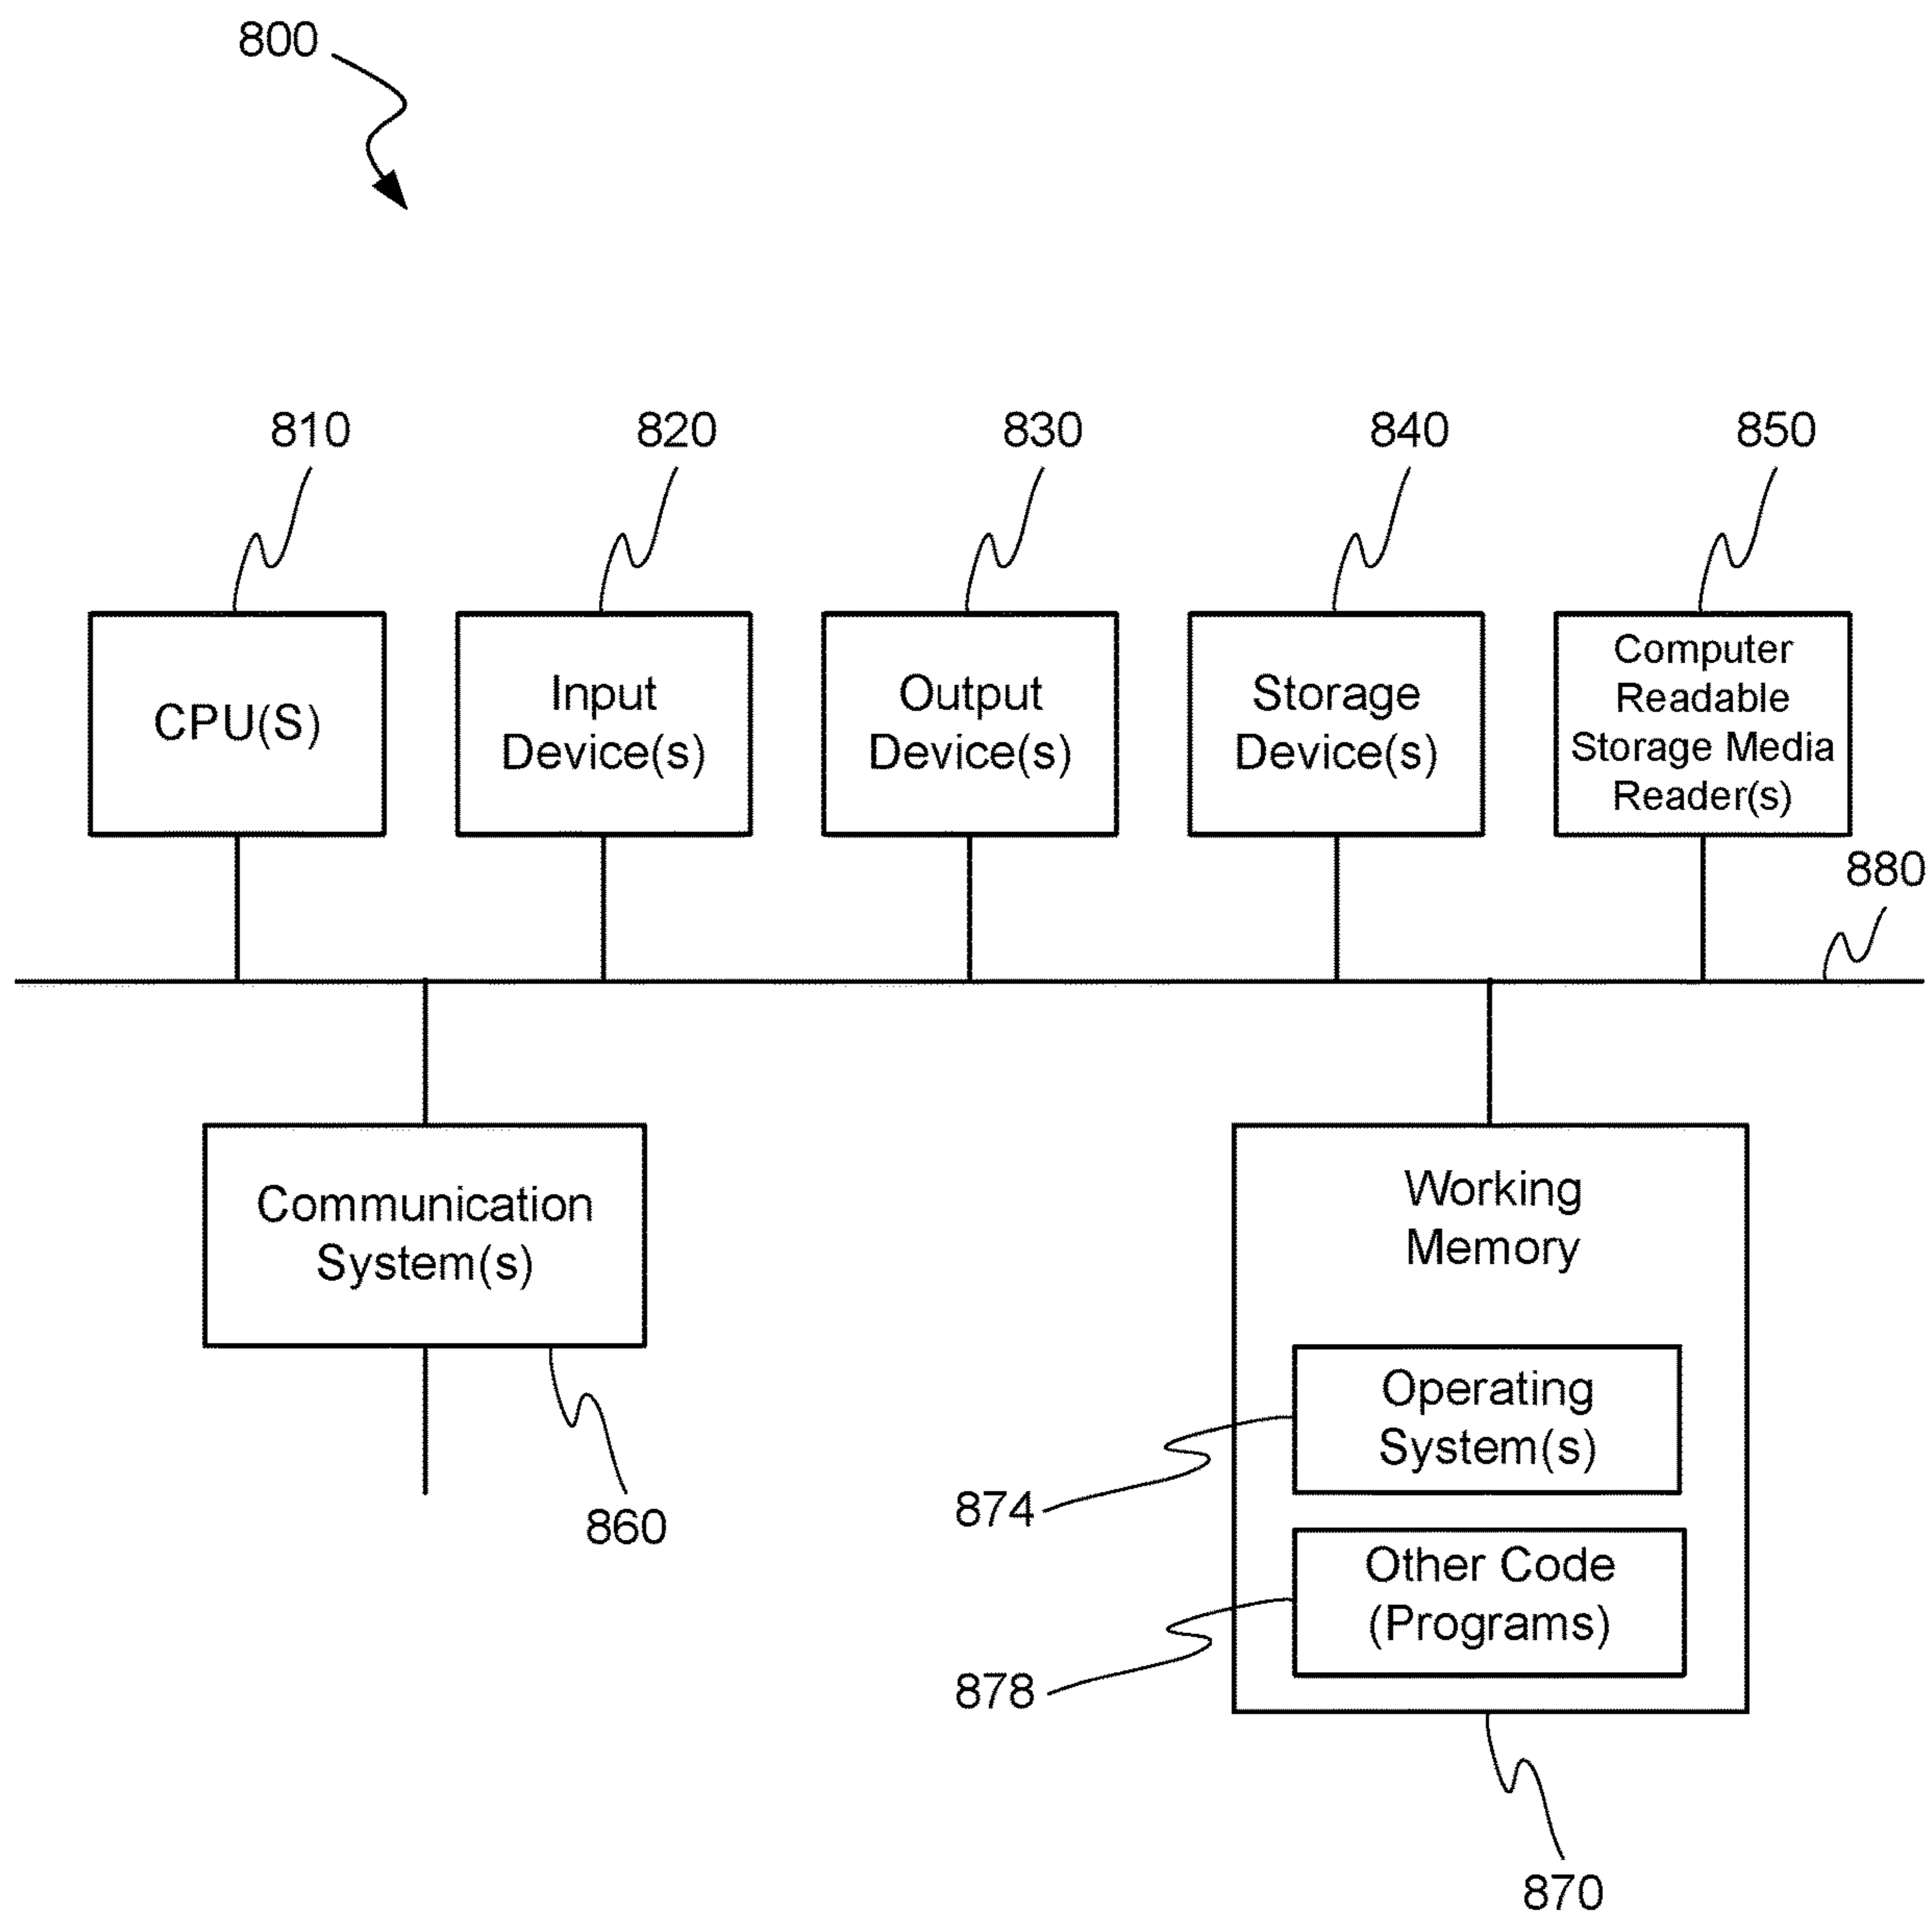 800
810
820
830
840
850
CPU(S)
Input
Device(s)
Output
Device(s)
Storage
Device(s)
Computer
Readable
Storage Media
Reader(s)
880
Communication
System(s)
860
Working
Memory
Operating
System(s)
874
Other Code
(Programs)
878
870